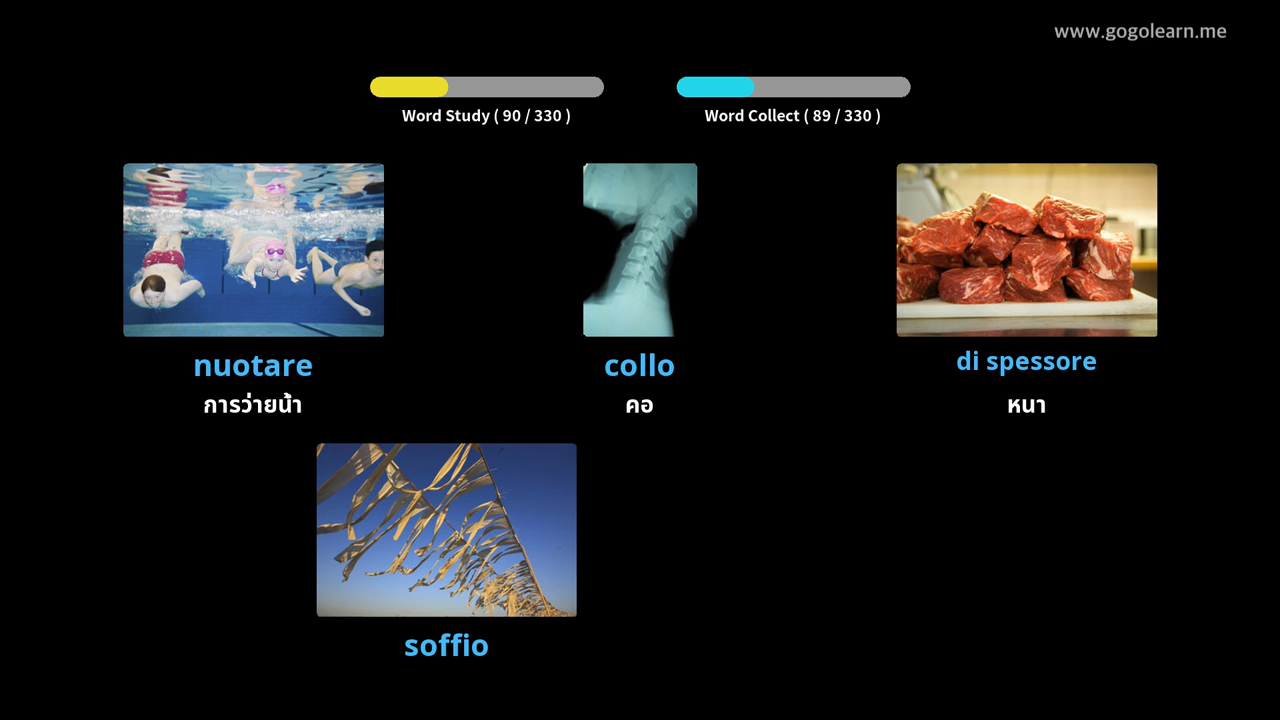 www.gogolearn.me
Word Study ( 90 / 330 )
Word Collect ( 89 / 330 )
nuotare
collo
di spessore
การว่ายน้ำ
คอ
หนา
soffio